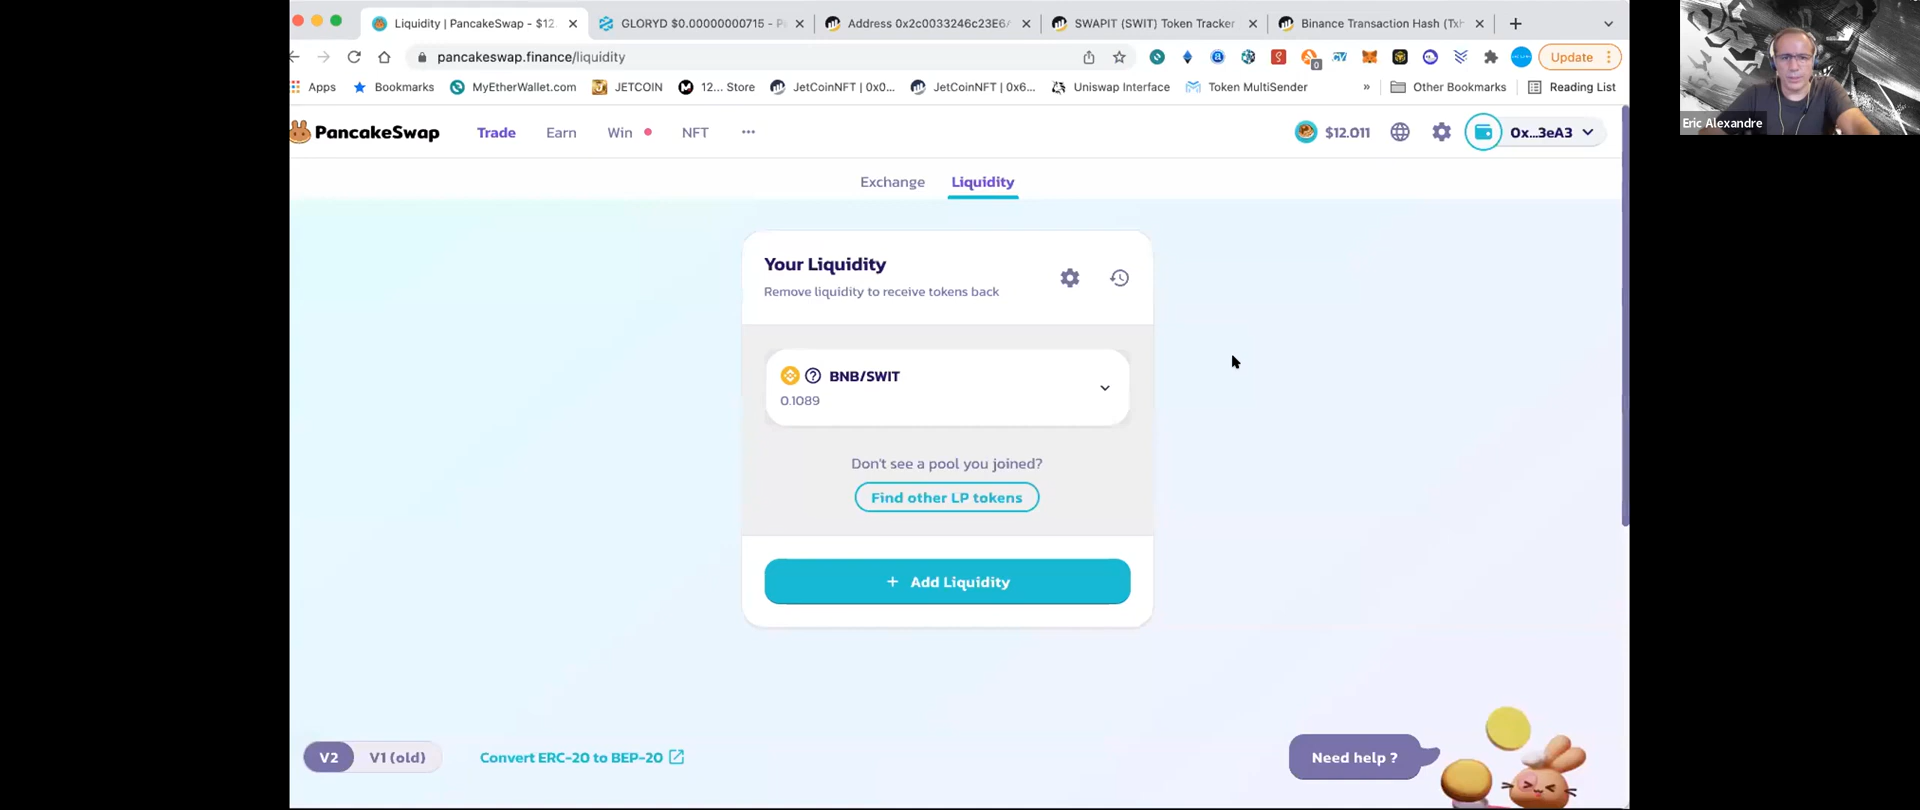 Liquidity | PancakeSwap - $12.
GLORYD $0.00000000715 - P
Address 0x2c0033246c23E6
SWAPIT (SWIT) Token Tracker
Binance Transaction Hash (Txh
pancakeswap.finance/liquidity
0
Update
Apps
Bookmarks
MyEtherWallet.com
JETCOIN
12... Store
JetCoinNFT | 0x0...
JetCoinNFT | 0x6...
Uniswap Interface
Token MultiSender
»
Other Bookmarks
Reading List
Eric Alexandre
PancakeSwap
Trade
Earn
Win
NFT
$12.011
0x...3eA3
Exchange
Liquidity
Your Liquidity
Remove liquidity to receive tokens back
BNB/SWIT
0.1089
Don't see a pool you joined?
Find other LP tokens
+ Add Liquidity
V2
V1 (old)
Convert ERC-20 to BEP-20
Need help ?